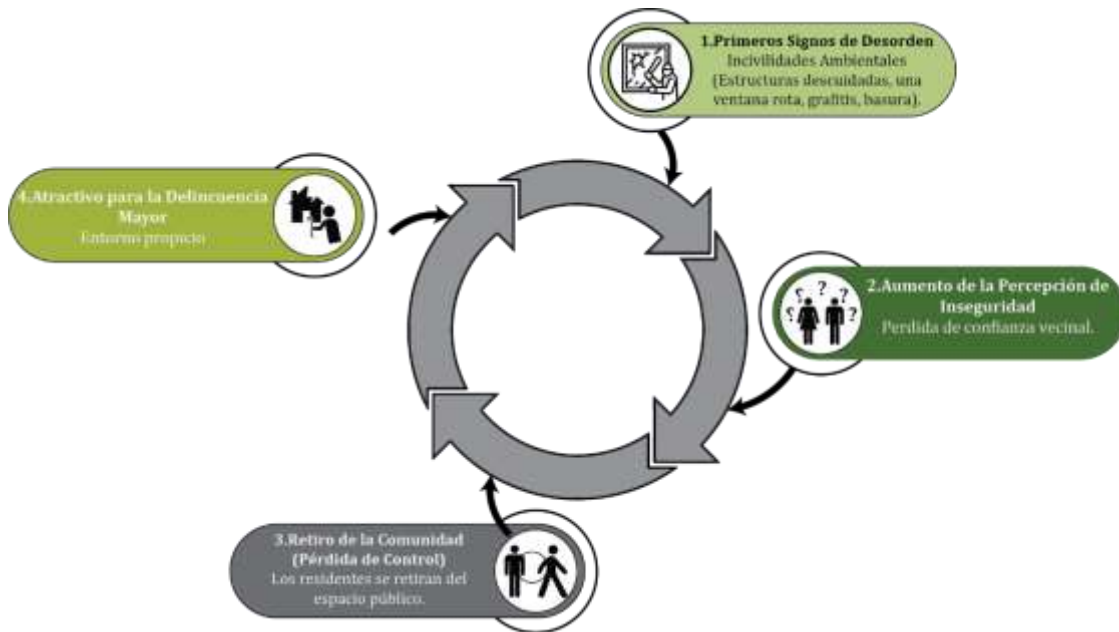 1.Primeros Signos de Desorden
Incivilidades Ambientales
(Estructuras descuidadas, una
ventana rota, grafitis, basura).
2.Aumento de la Percepción de
Inseguridad
Perdida de confianza vecinal.
3.Retiro de la Comunidad
(Pérdida de Control)
Los residentes se retiran del
espacio público.
4.Atractivo para la Delincuencia
Mayor
Entorno propicio
? ? ? ? ?